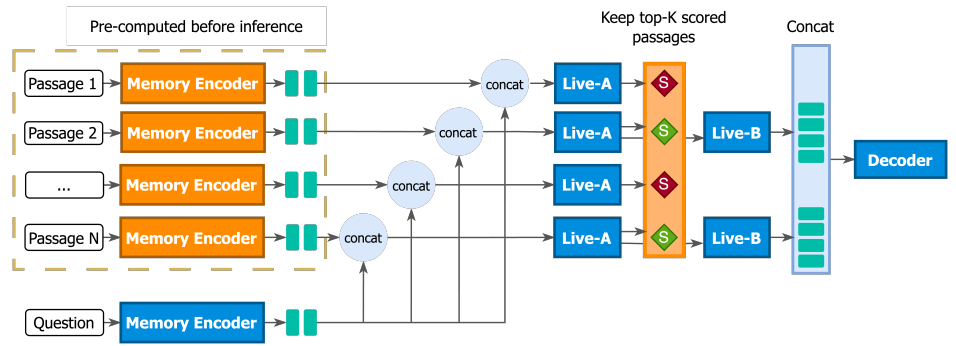 Pre-computed before inference
Keep top-K scored
passages
Concat
Passage 1
Memory Encoder
concat
Live-A
S
Passage 2
Memory Encoder
concat
Live-A
S
Live-B
Decoder
...
Memory Encoder
concat
Live-A
S
Passage N
Memory Encoder
concat
Live-A
S
Live-B
Question
Memory Encoder